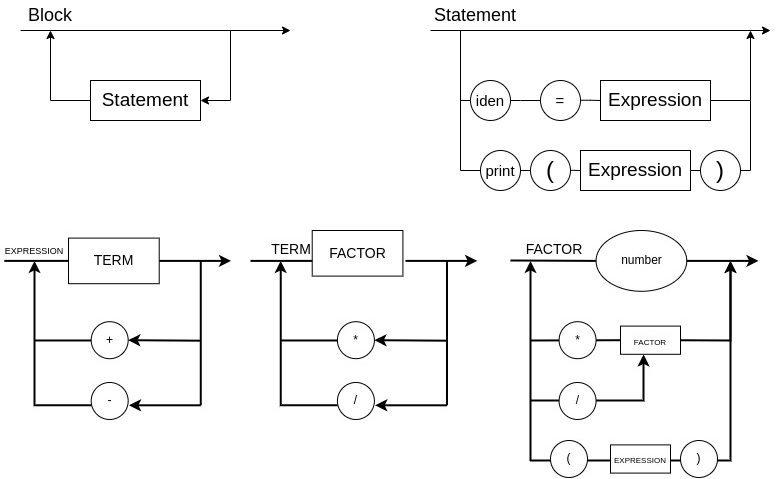 Block
Statement
Statement
iden = Expression
print ( Expression )
EXPRESSION TERM
+
-
TERM FACTOR
*
/
FACTOR number
* FACTOR
/
( EXPRESSION )